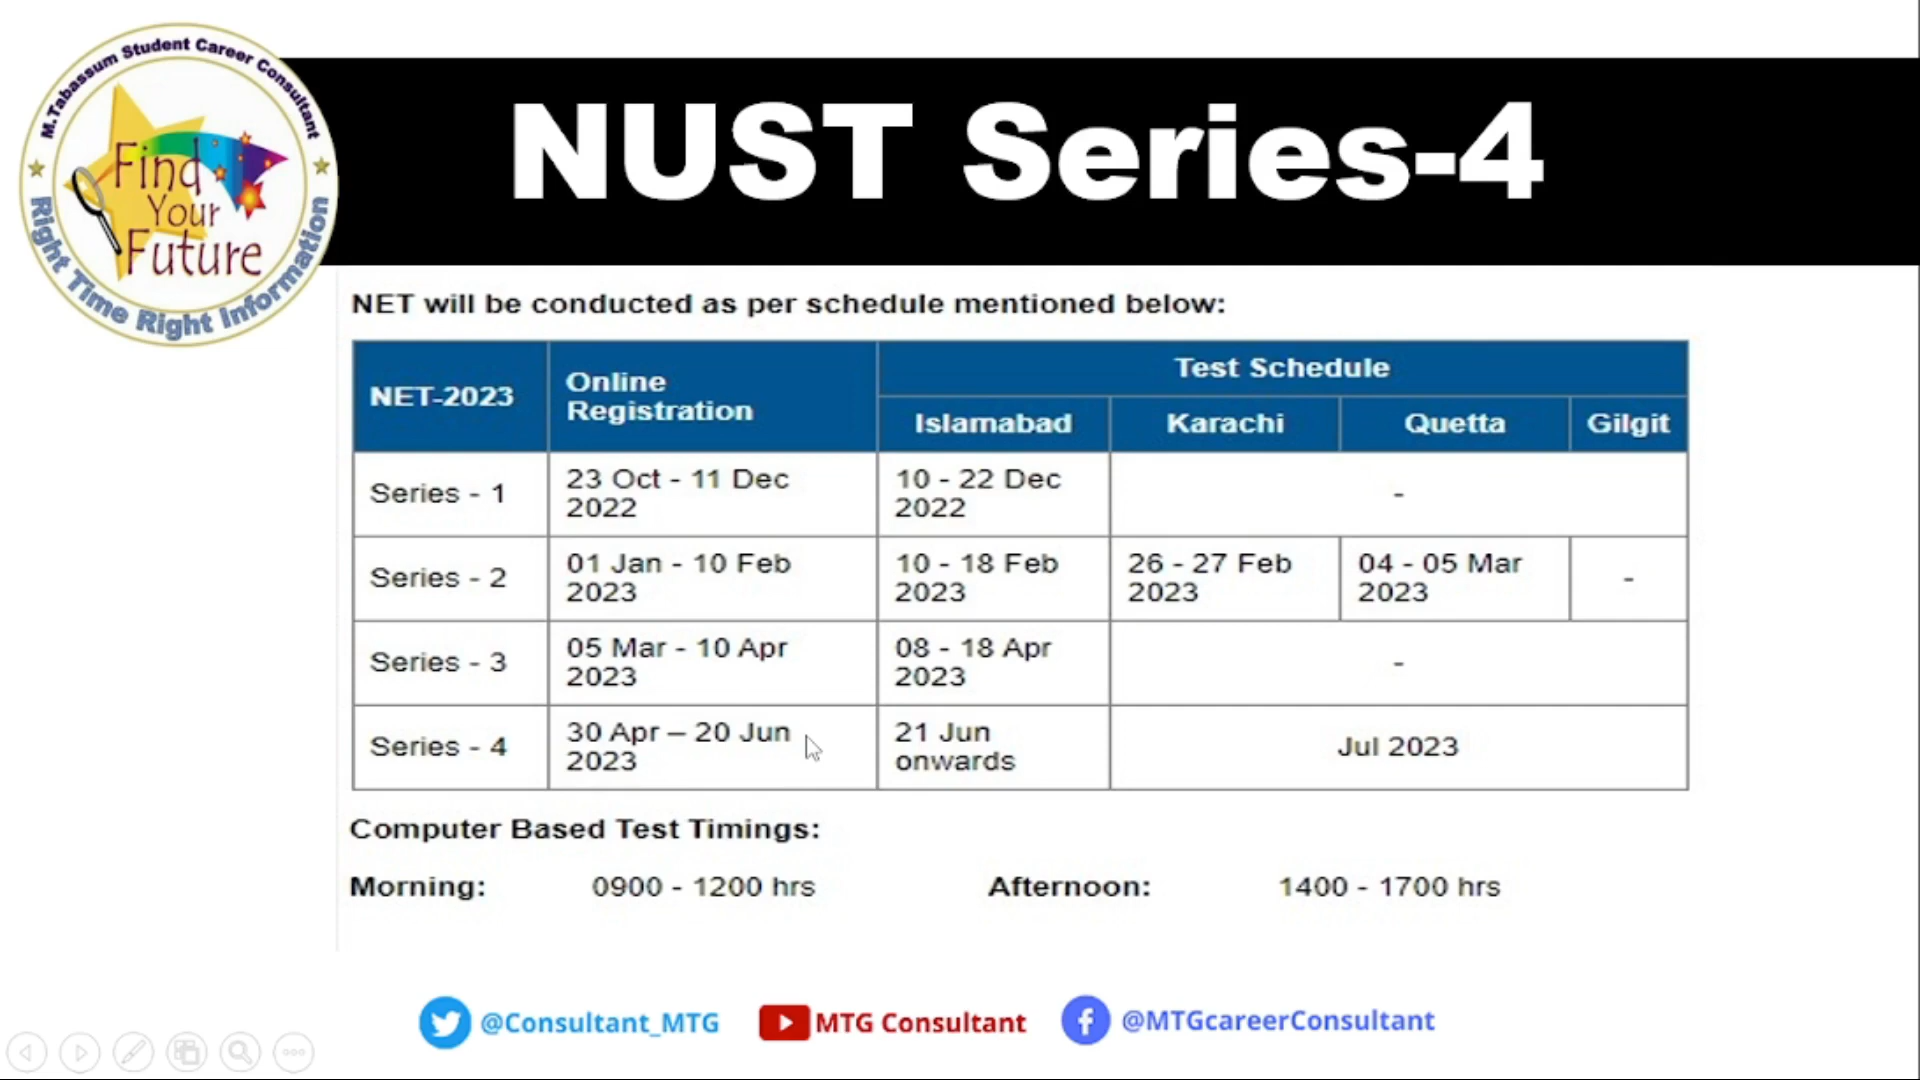 M.Tabassum Student Career Consultant
Find
Your
Future
Right Time Right Information
NUST Series-4
NET will be conducted as per schedule mentioned below:
NET-2023 Online Registration Test Schedule
Islamabad Karachi Quetta Gilgit
Series - 1 23 Oct - 11 Dec 2022 10 - 22 Dec 2022 -
Series - 2 01 Jan - 10 Feb 2023 10 - 18 Feb 2023 26 - 27 Feb 2023 04 - 05 Mar 2023 -
Series - 3 05 Mar - 10 Apr 2023 08 - 18 Apr 2023 -
Series - 4 30 Apr – 20 Jun 2023 21 Jun onwards Jul 2023
Computer Based Test Timings:
Morning: 0900 - 1200 hrs Afternoon: 1400 - 1700 hrs
@Consultant_MTG MTG Consultant @MTGcareerConsultant